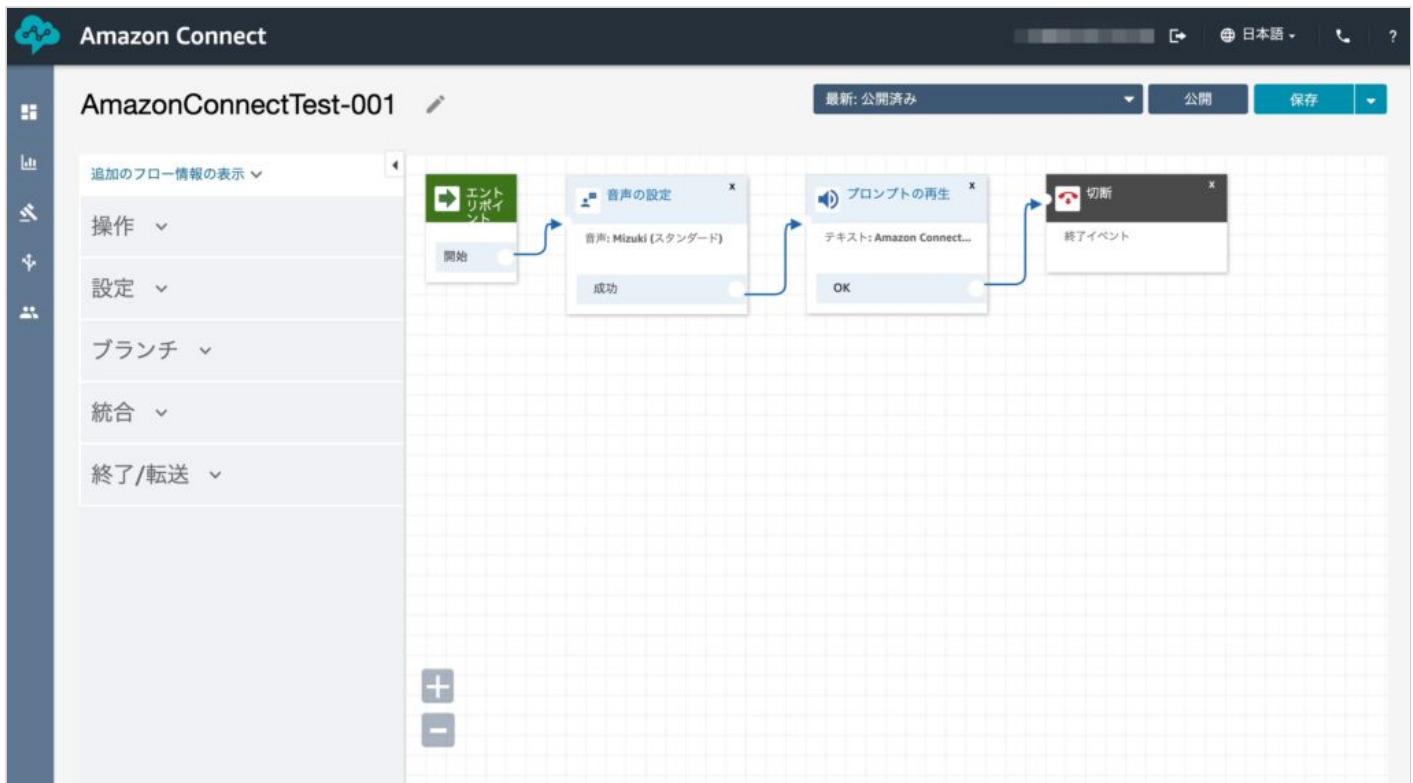 Amazon Connect
日本語
?
AmazonConnectTest-001
最新: 公開済み
公開
保存
追加のフロー情報の表示
操作
設定
ブランチ
統合
終了/転送
エント
リポイ
ント
開始
音声の設定
x
音声: Mizuki (スタンダード)
成功
プロンプトの再生
x
テキスト: Amazon Connect...
OK
切断
x
終了イベント